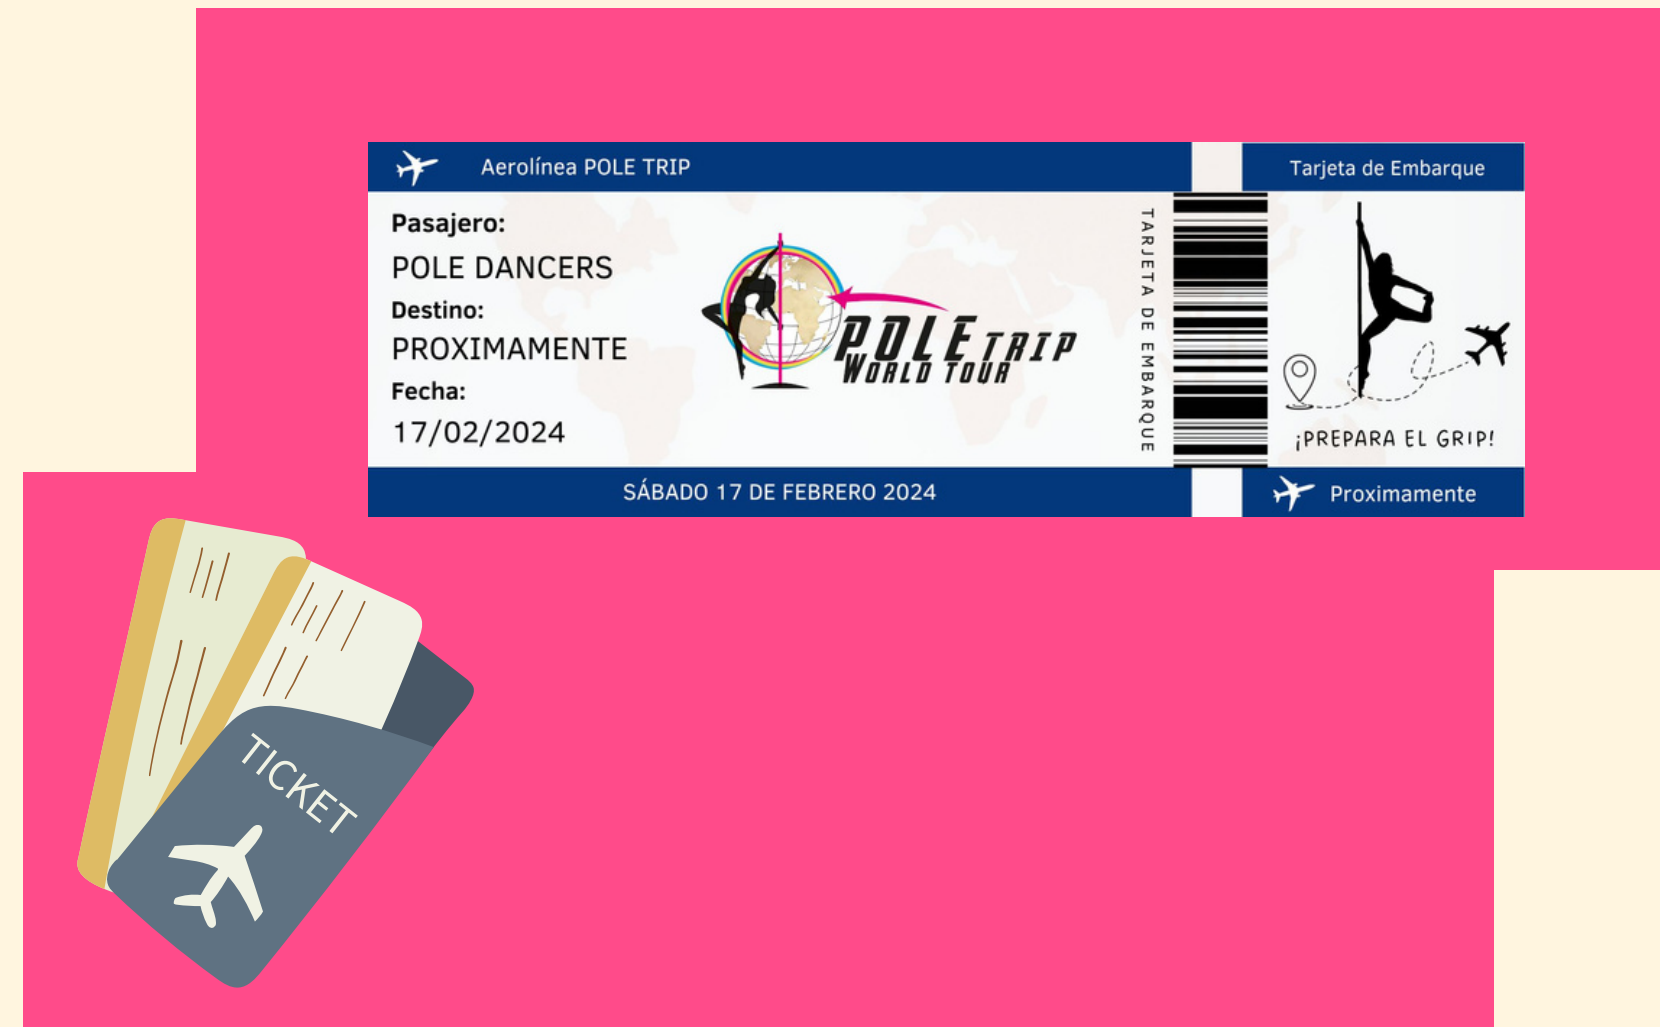 Aerolínea POLE TRIP
Tarjeta de Embarque
Pasajero:
POLE DANCERS
Destino:
PROXIMAMENTE
Fecha:
17/02/2024
POLE TRIP
WORLD TOUR
TARJETA DE EMBARQUE
¡PREPARA EL GRIP!
SÁBADO 17 DE FEBRERO 2024
Proximamente
TICKET